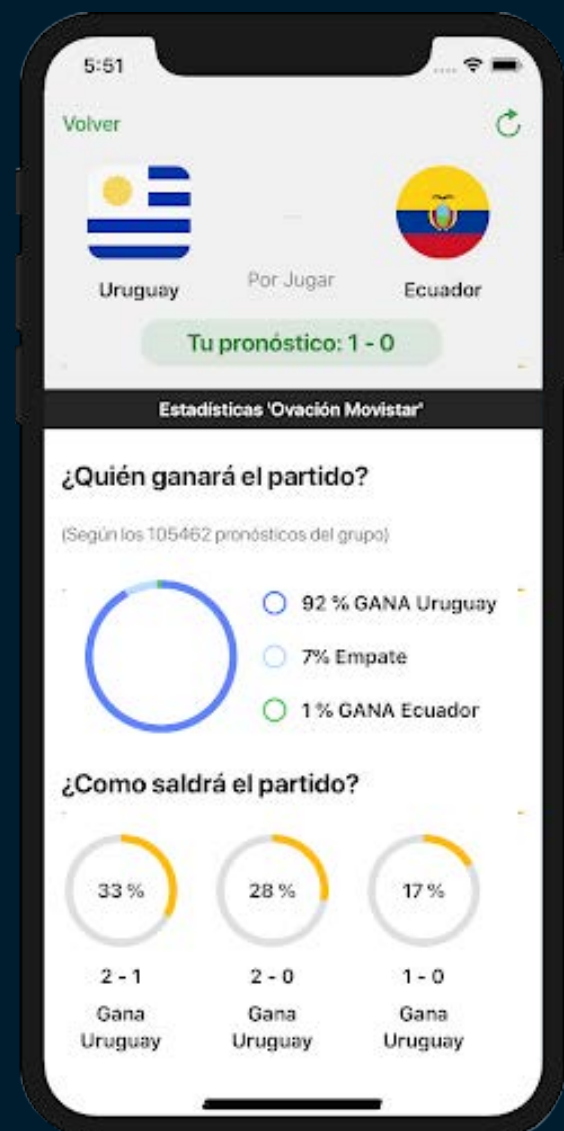 5:51
Volver
Uruguay
Por Jugar
Ecuador
Tu pronóstico: 1 - 0
Estadísticas 'Ovación Movistar'
¿Quién ganará el partido?
(Según los 105462 pronósticos del grupo)
92 % GANA Uruguay
7% Empate
1 % GANA Ecuador
¿Como saldrá el partido?
33 %
28 %
17 %
2 - 1
2 - 0
1 - 0
Gana
Gana
Gana
Uruguay
Uruguay
Uruguay